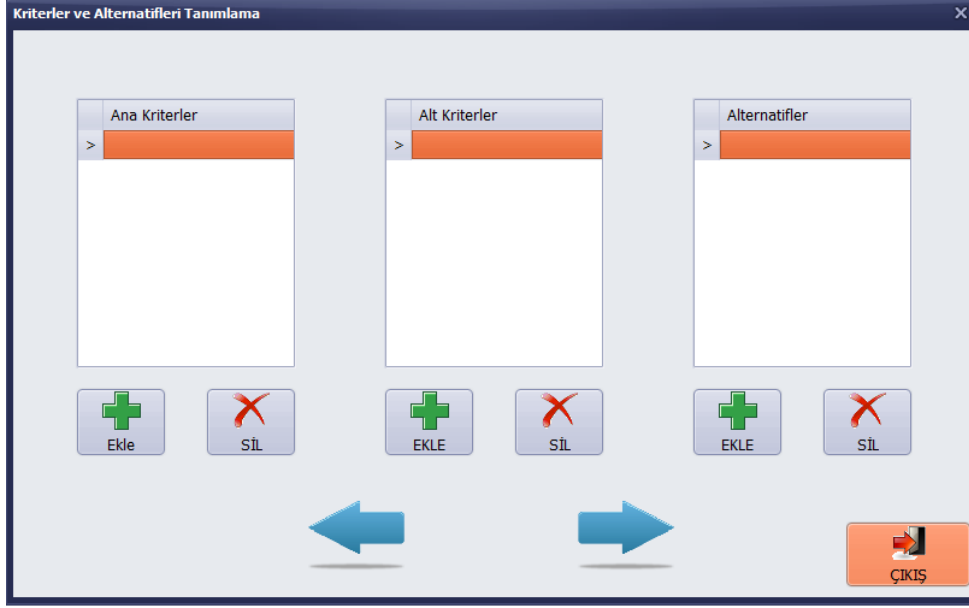 Kriterler ve Alternatifleri Tanımlama
Ana Kriterler
Alt Kriterler
Alternatifler
Ekle
SİL
EKLE
SİL
EKLE
SİL
ÇIKIŞ